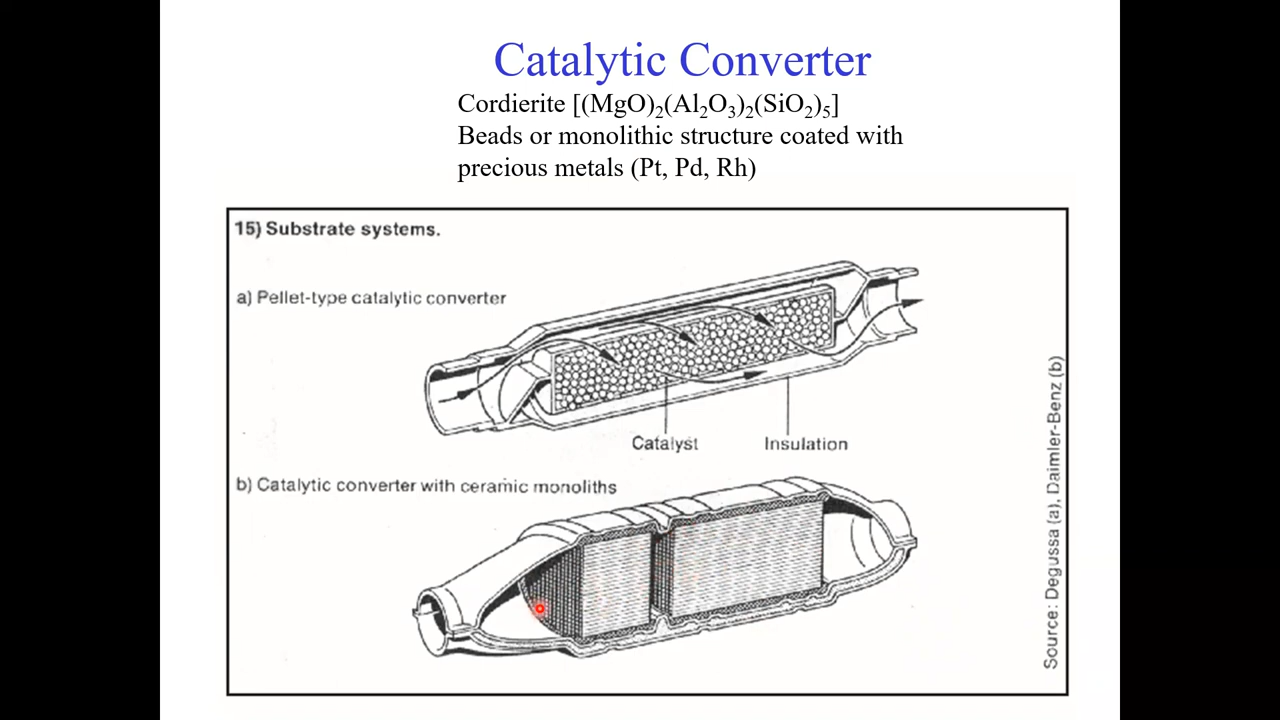 Catalytic Converter
Cordierite [(MgO)₂(Al₂O₃)₂(SiO₂)₅]
Beads or monolithic structure coated with
precious metals (Pt, Pd, Rh)
15) Substrate systems.
a) Pellet-type catalytic converter
Catalyst
Insulation
b) Catalytic converter with ceramic monoliths
Source: Degussa (a), Daimler-Benz (b)